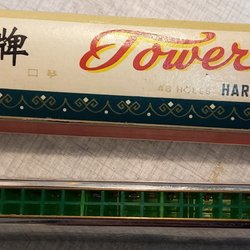 牌 Tower
口琴
48 HOLES HAR